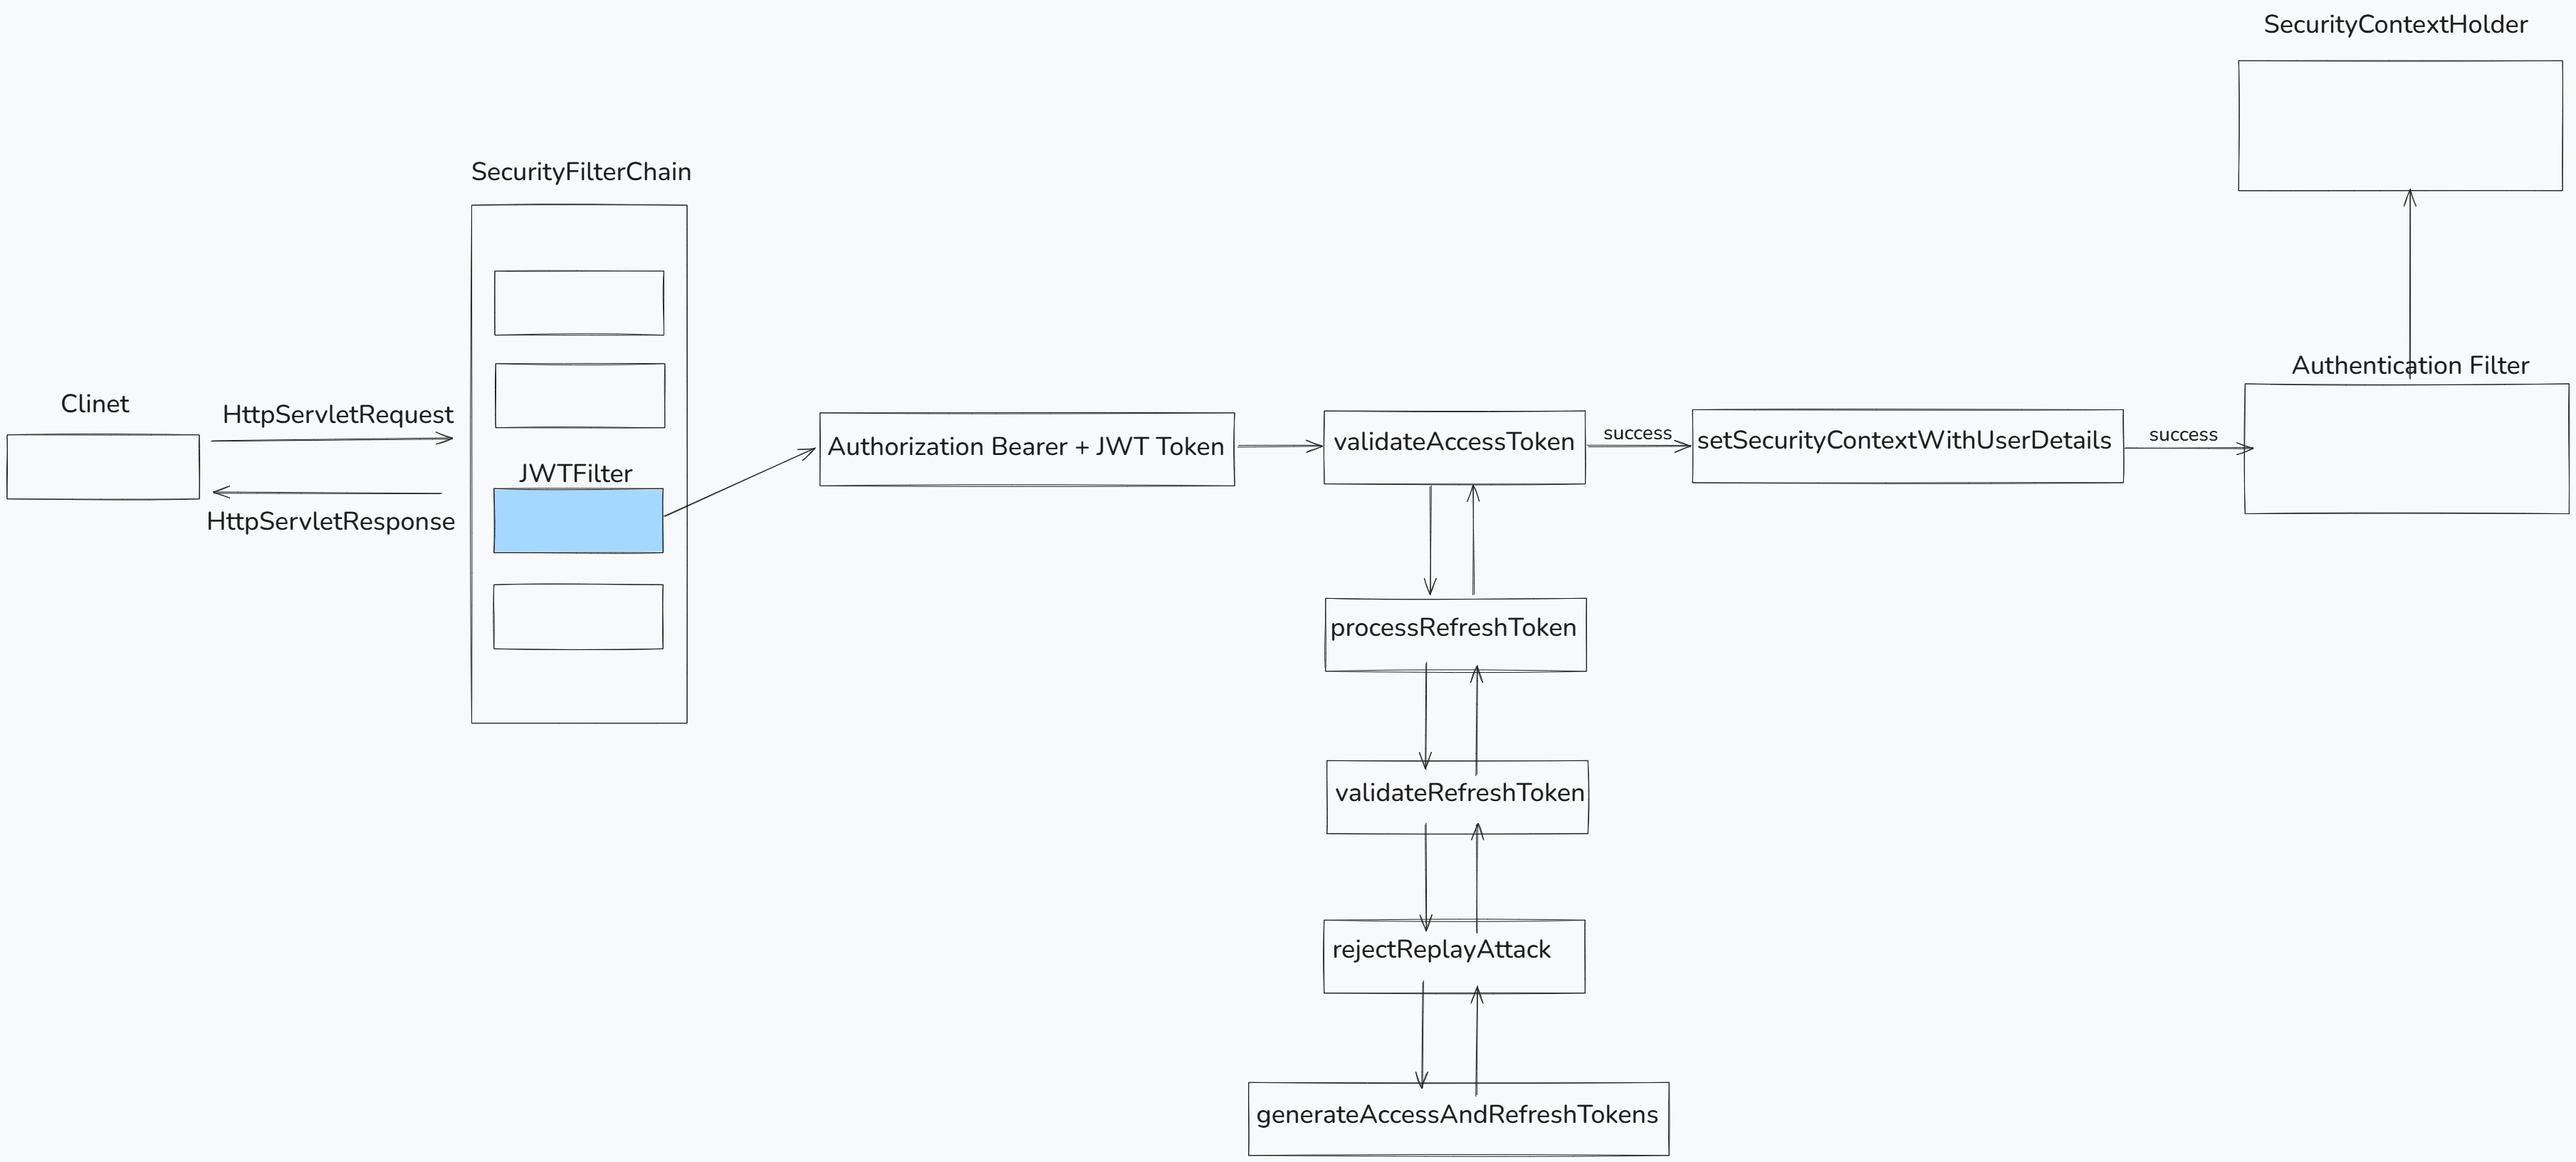 SecurityContextHolder
SecurityFilterChain
Authentication Filter
Clinet
HttpServletRequest
success
success
validateAccessToken
setSecurityContextWithUserDetails
Authorization Bearer + JWT Token
JWTFilter
HttpServletResponse
processRefreshToken
validateRefreshToken
rejectReplayAttack
generateAccessAndRefreshTokens